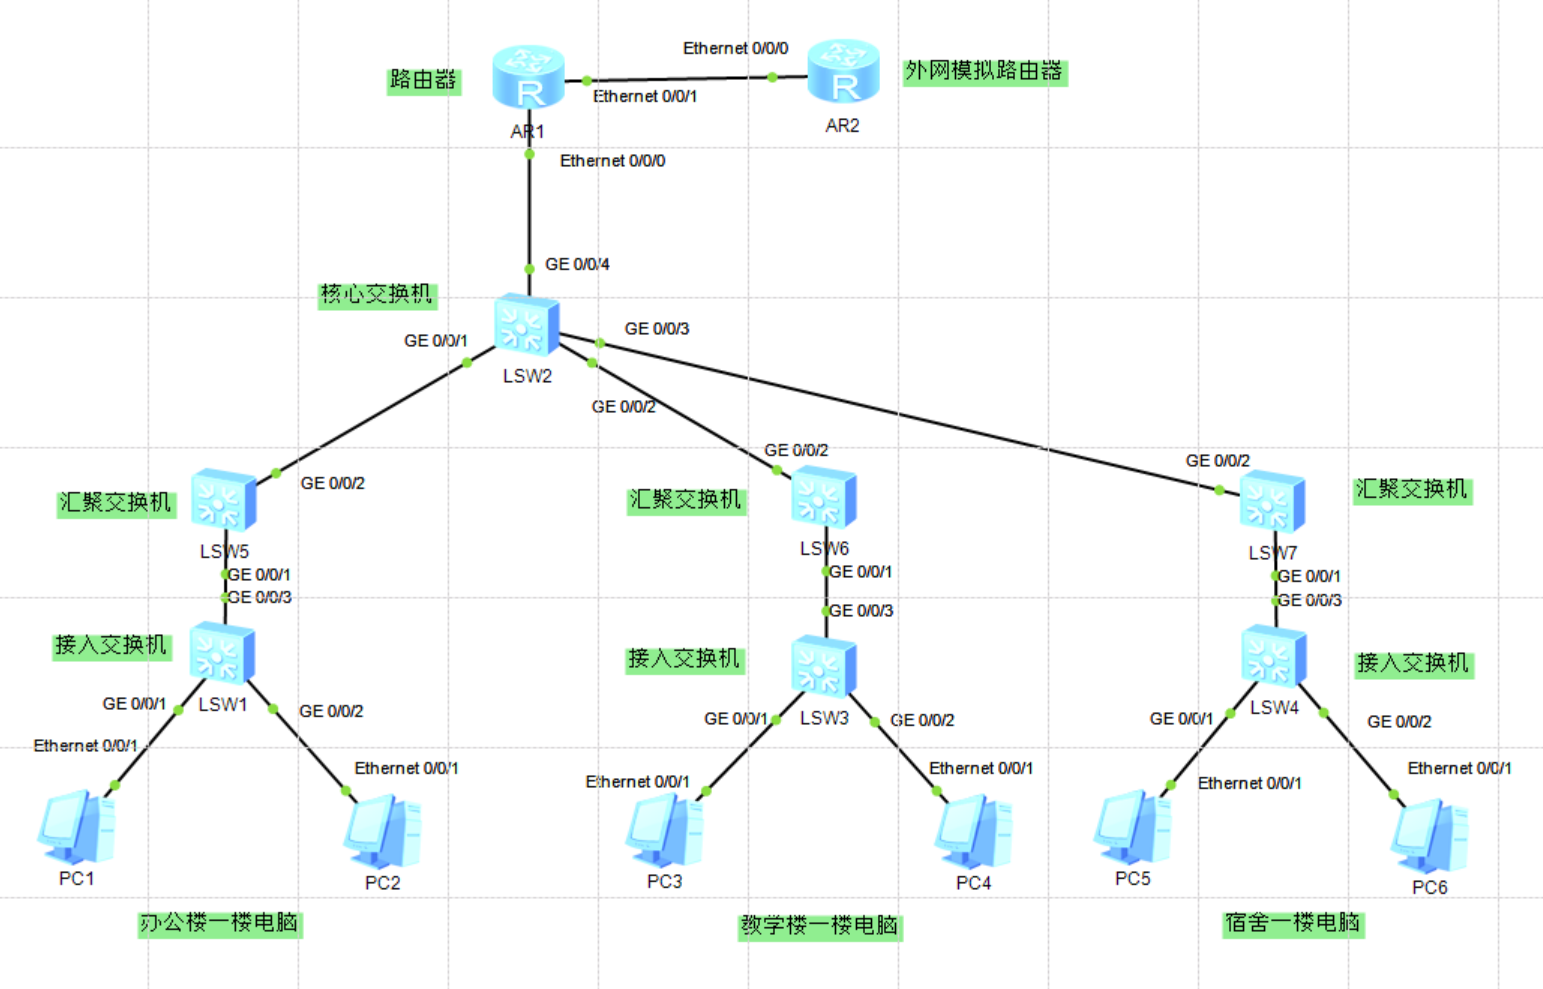 Ethernet 0/0/0
路由器
R
R
外网模拟路由器
Ethernet 0/0/1
AR1
AR2
Ethernet 0/0/0
GE 0/0/4
核心交换机
GE 0/0/1
GE 0/0/3
LSW2
GE 0/0/2
GE 0/0/2
GE 0/0/2
GE 0/0/2
汇聚交换机
汇聚交换机
汇聚交换机
LSW5
LSW6
LSW7
GE 0/0/1
GE 0/0/1
GE 0/0/1
GE 0/0/3
GE 0/0/3
GE 0/0/3
接入交换机
接入交换机
接入交换机
GE 0/0/1
LSW1
GE 0/0/2
GE 0/0/1
LSW3
GE 0/0/2
GE 0/0/1
LSW4
GE 0/0/2
Ethernet 0/0/1
Ethernet 0/0/1
Ethernet 0/0/1
Ethernet 0/0/1
Ethernet 0/0/1
Ethernet 0/0/1
PC1
PC2
PC3
PC4
PC5
PC6
办公楼一楼电脑
教学楼一楼电脑
宿舍一楼电脑